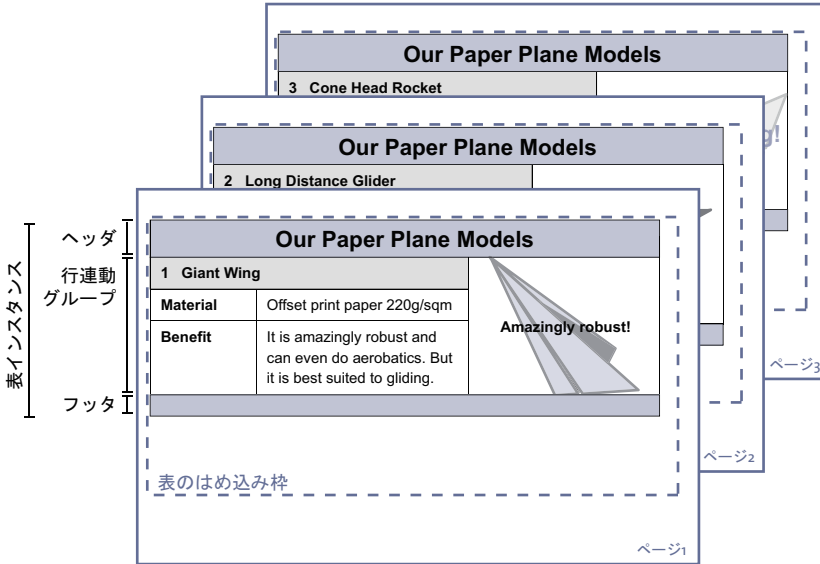 Our Paper Plane Models
3 Cone Head Rocket
g!
ページ3
Our Paper Plane Models
2 Long Distance Glider
ページ2
表インスタンス
ヘッダ
行連動
グループ
フッタ
Our Paper Plane Models
1 Giant Wing
Material
Offset print paper 220g/sqm
Benefit
It is amazingly robust and
can even do aerobatics. But
it is best suited to gliding.
Amazingly robust!
表のはめ込み枠
ページ1